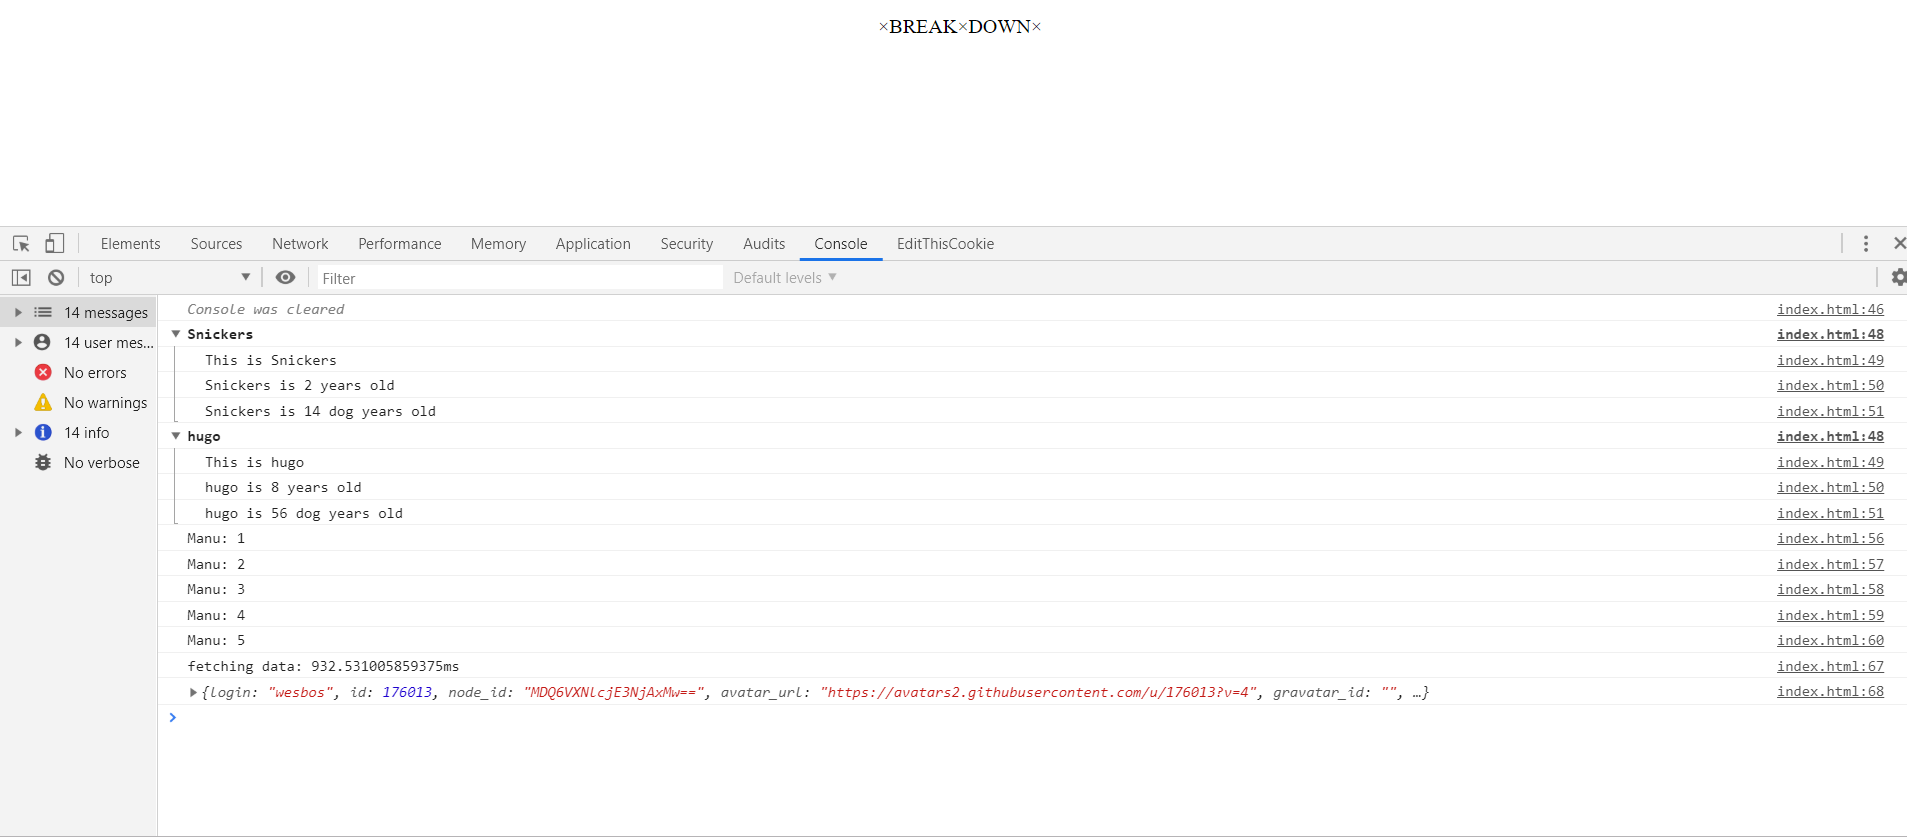 ×BREAK×DOWN×
Elements Sources Network Performance Memory Application Security Audits Console EditThisCookie
top Filter Default levels
14 messages
14 user mes...
No errors
No warnings
14 info
No verbose
Console was cleared index.html:46
Snickers index.html:48
This is Snickers index.html:49
Snickers is 2 years old index.html:50
Snickers is 14 dog years old index.html:51
hugo index.html:48
This is hugo index.html:49
hugo is 8 years old index.html:50
hugo is 56 dog years old index.html:51
Manu: 1 index.html:56
Manu: 2 index.html:57
Manu: 3 index.html:58
Manu: 4 index.html:59
Manu: 5 index.html:60
fetching data: 932.531005859375ms index.html:67
{login: "wesbos", id: 176013, node_id: "MDQ6VXNlcjE3NjAxMw==", avatar_url: "https://avatars2.githubusercontent.com/u/176013?v=4", gravatar_id: "", …} index.html:68